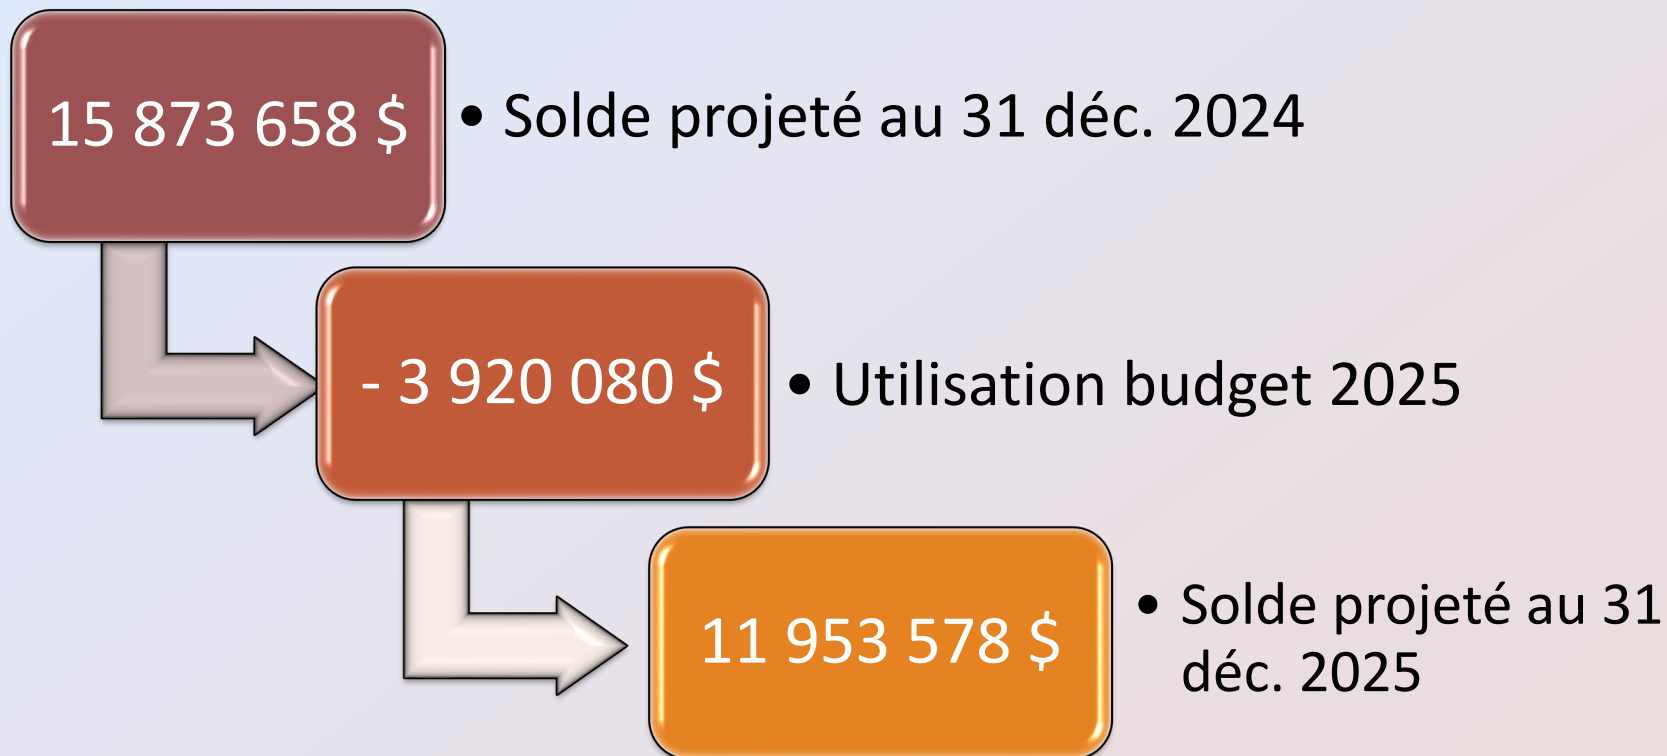 15 873 658 $
• Solde projeté au 31 déc. 2024
- 3 920 080 $
• Utilisation budget 2025
11 953 578 $
• Solde projeté au 31
déc. 2025